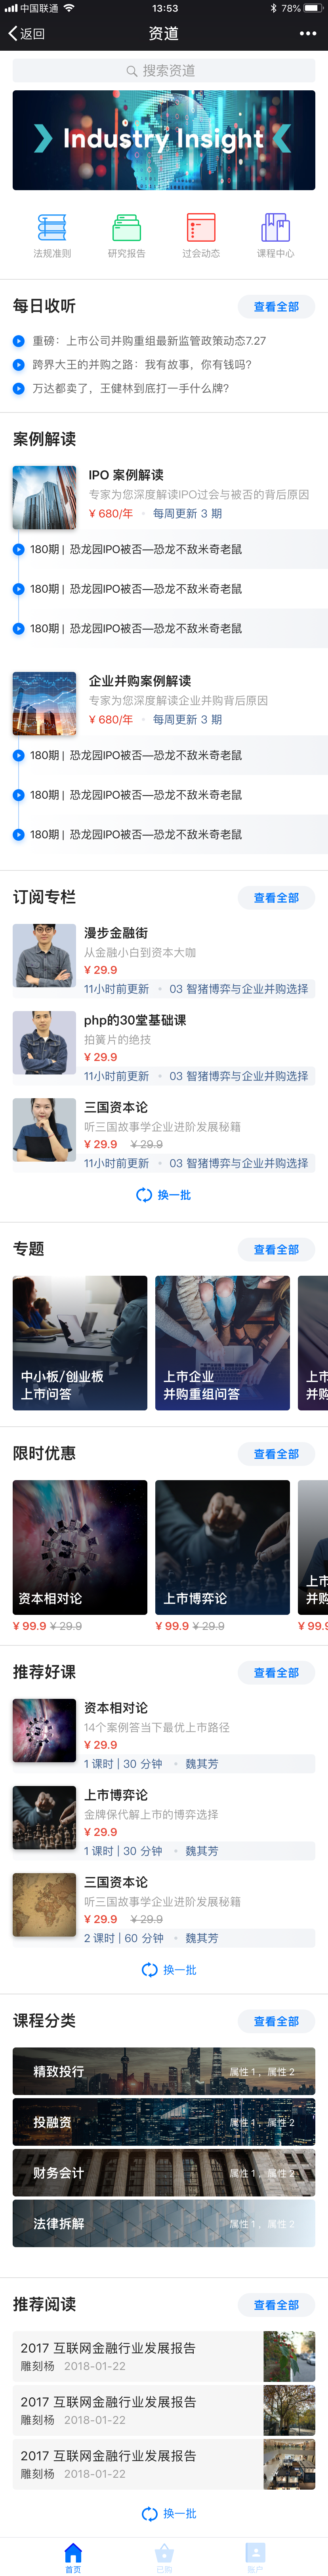 中国联通
13:53
78%
返回
资道
搜索资道
Industry Insight
法规准则
研究报告
过会动态
课程中心
每日收听
查看全部
重磅：上市公司并购重组最新监管政策动态7.27
跨界大王的并购之路：我有故事，你有钱吗?
万达都卖了，王健林到底打一手什么牌?
案例解读
IPO 案例解读
专家为您深度解读IPO过会与被否的背后原因
¥ 680/年 每周更新 3 期
180期 | 恐龙园IPO被否—恐龙不敌米奇老鼠
180期 | 恐龙园IPO被否—恐龙不敌米奇老鼠
180期 | 恐龙园IPO被否—恐龙不敌米奇老鼠
企业并购案例解读
专家为您深度解读企业并购背后原因
¥ 680/年 每周更新 3 期
180期 | 恐龙园IPO被否—恐龙不敌米奇老鼠
180期 | 恐龙园IPO被否—恐龙不敌米奇老鼠
180期 | 恐龙园IPO被否—恐龙不敌米奇老鼠
订阅专栏
查看全部
漫步金融街
从金融小白到资本大咖
¥ 29.9
11小时前更新 03 智猪博弈与企业并购选择
php的30堂基础课
拍簧片的绝技
¥ 29.9
11小时前更新 03 智猪博弈与企业并购选择
三国资本论
听三国故事学企业进阶发展秘籍
¥ 29.9 ¥ 29.9
11小时前更新 03 智猪博弈与企业并购选择
换一批
专题
查看全部
中小板/创业板
上市问答
上市企业
并购重组问答
上市
并购
限时优惠
查看全部
资本相对论
上市博弈论
上市
并购
¥ 99.9 ¥ 29.9
¥ 99.9 ¥ 29.9
¥ 99.9
推荐好课
查看全部
资本相对论
14个案例答当下最优上市路径
¥ 29.9
1 课时 | 30 分钟 魏其芳
上市博弈论
金牌保代解上市的博弈选择
¥ 29.9
1 课时 | 30 分钟 魏其芳
三国资本论
听三国故事学企业进阶发展秘籍
¥ 29.9 ¥ 29.9
2 课时 | 60 分钟 魏其芳
换一批
课程分类
查看全部
精致投行
属性 1 ，属性 2
投融资
属性 1 ，属性 2
财务会计
属性 1 ，属性 2
法律拆解
属性 1 ，属性 2
推荐阅读
查看全部
2017 互联网金融行业发展报告
雕刻杨 2018-01-22
2017 互联网金融行业发展报告
雕刻杨 2018-01-22
2017 互联网金融行业发展报告
雕刻杨 2018-01-22
换一批
首页
已购
账户